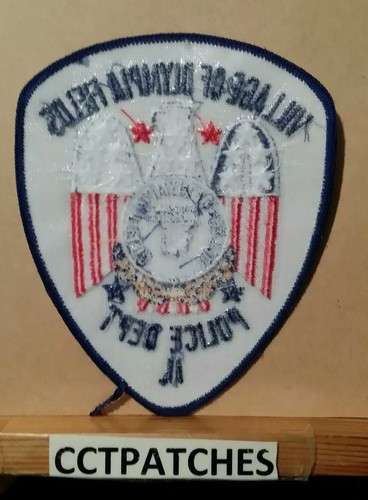 VILLAGE OF OLYMPIA FIELDS
POLICE DEPT.
IL
CCTPATCHES